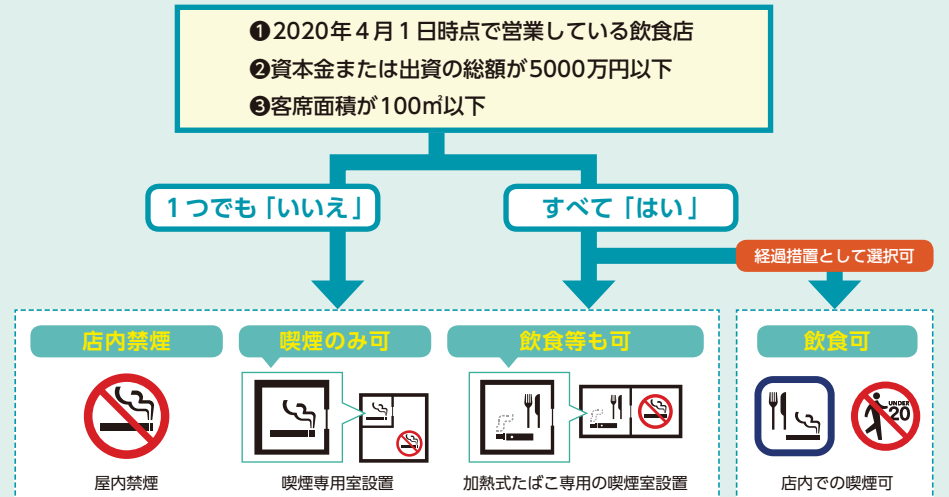 ❶2020年4月1日時点で営業している飲食店
❷資本金または出資の総額が5000万円以下
❸客席面積が100㎡以下
1つでも「いいえ」
すべて「はい」
経過措置として選択可
店内禁煙
喫煙のみ可
飲食等も可
飲食可
UNDER
20
屋内禁煙
喫煙専用室設置
加熱式たばこ専用の喫煙室設置
店内での喫煙可